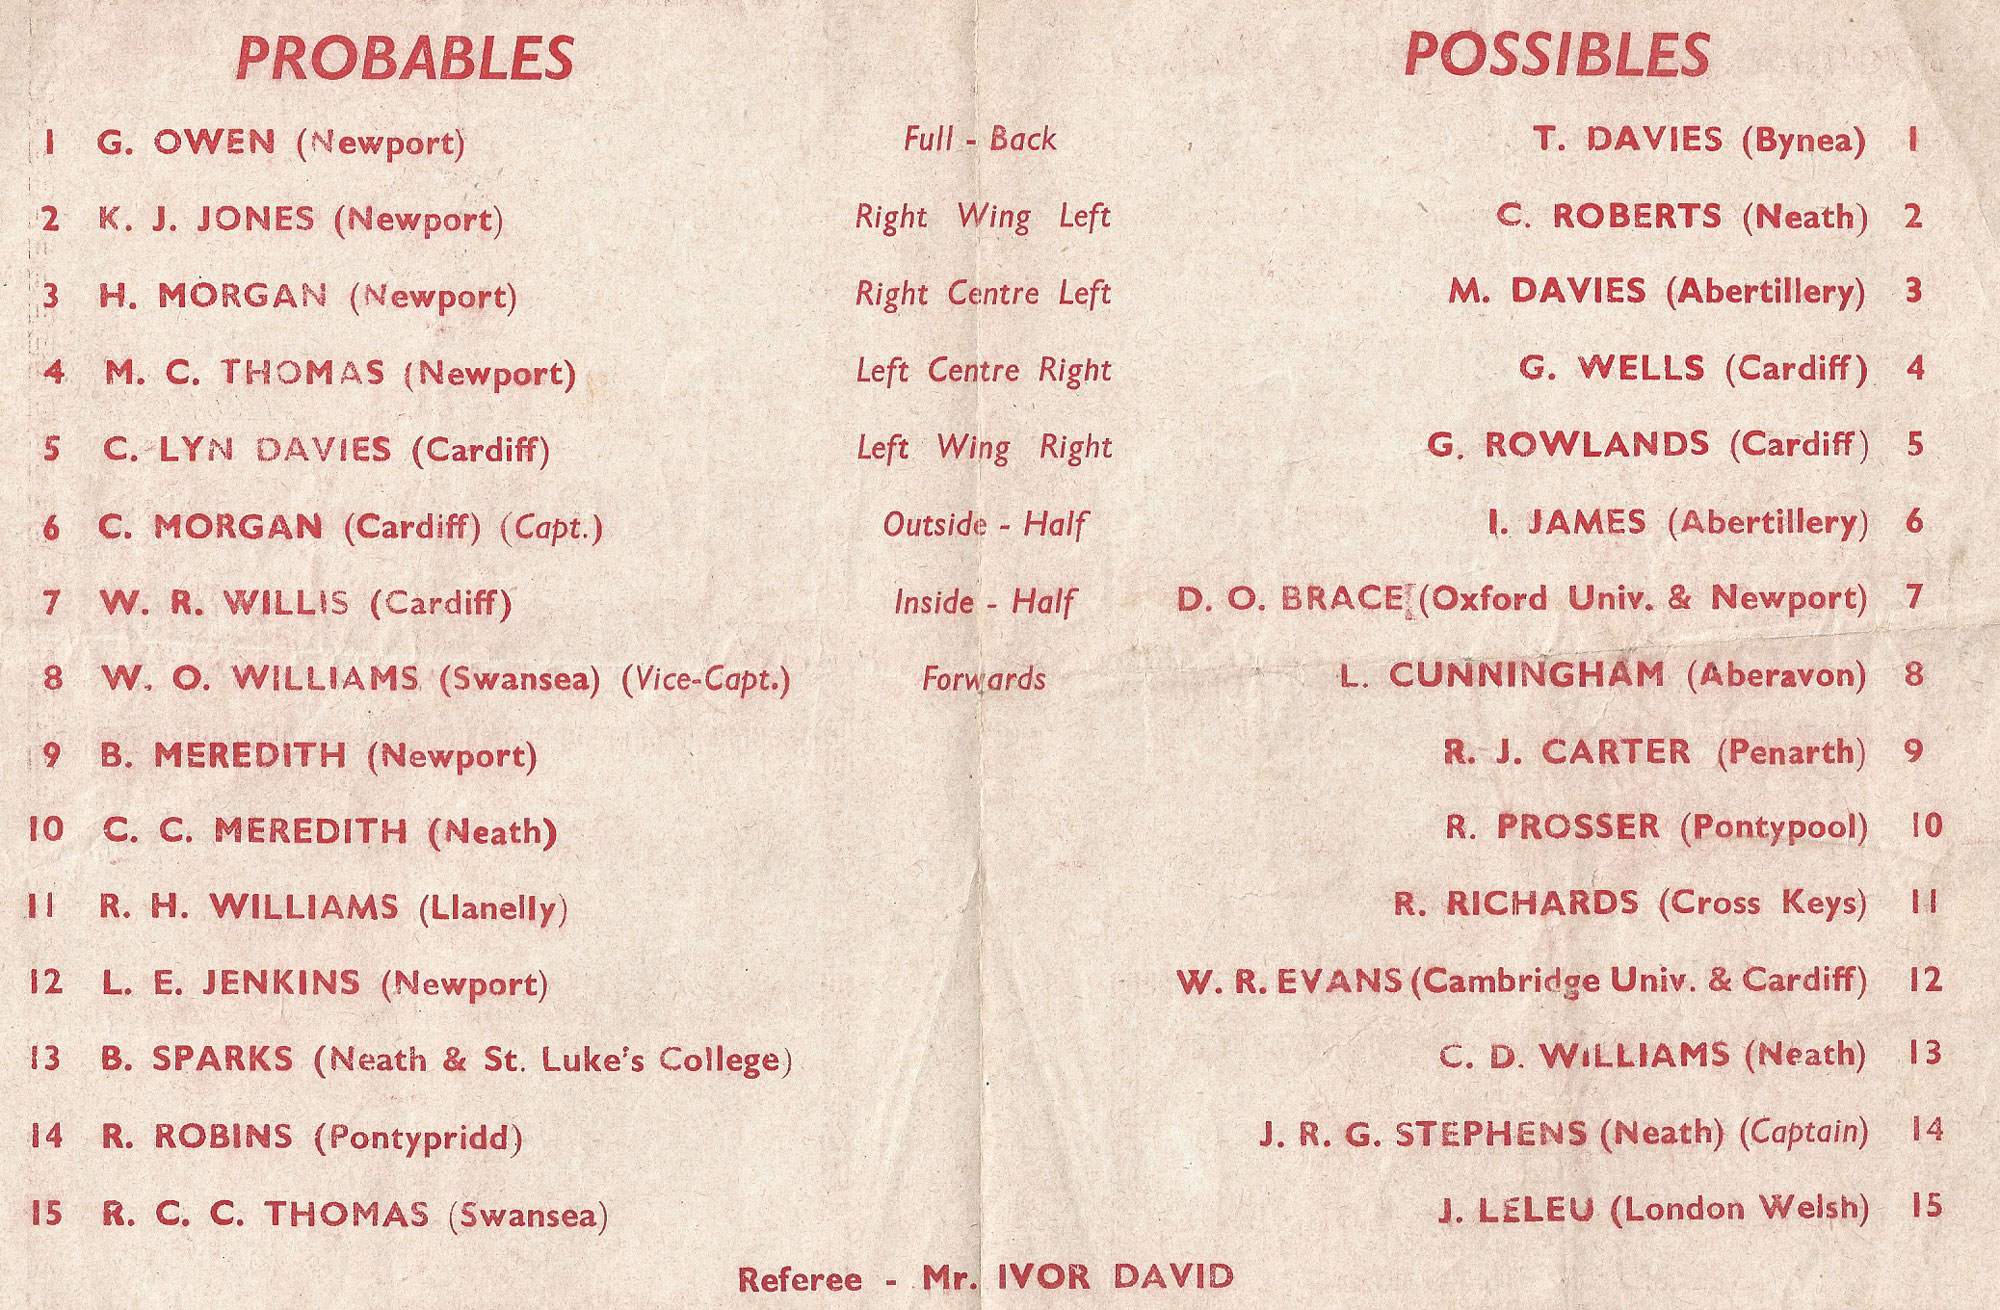 PROBABLES POSSIBLES
1 G. OWEN (Newport) Full - Back T. DAVIES (Bynea) 1
2 K. J. JONES (Newport) Right Wing Left C. ROBERTS (Neath) 2
3 H. MORGAN (Newport) Right Centre Left M. DAVIES (Abertillery) 3
4 M. C. THOMAS (Newport) Left Centre Right G. WELLS (Cardiff) 4
5 C. LYN DAVIES (Cardiff) Left Wing Right G. ROWLANDS (Cardiff) 5
6 C. MORGAN (Cardiff) (Capt.) Outside - Half I. JAMES (Abertillery) 6
7 W. R. WILLIS (Cardiff) Inside - Half D. O. BRACE (Oxford Univ. & Newport) 7
8 W. O. WILLIAMS (Swansea) (Vice-Capt.) Forwards L. CUNNINGHAM (Aberavon) 8
9 B. MEREDITH (Newport) R. J. CARTER (Penarth) 9
10 C. C. MEREDITH (Neath) R. PROSSER (Pontypool) 10
11 R. H. WILLIAMS (Llanelly) R. RICHARDS (Cross Keys) 11
12 L. E. JENKINS (Newport) W. R. EVANS (Cambridge Univ. & Cardiff) 12
13 B. SPARKS (Neath & St. Luke's College) C. D. WILLIAMS (Neath) 13
14 R. ROBINS (Pontypridd) J. R. G. STEPHENS (Neath) (Captain) 14
15 R. C. C. THOMAS (Swansea) J. LELEU (London Welsh) 15
Referee - Mr. IVOR DAVID